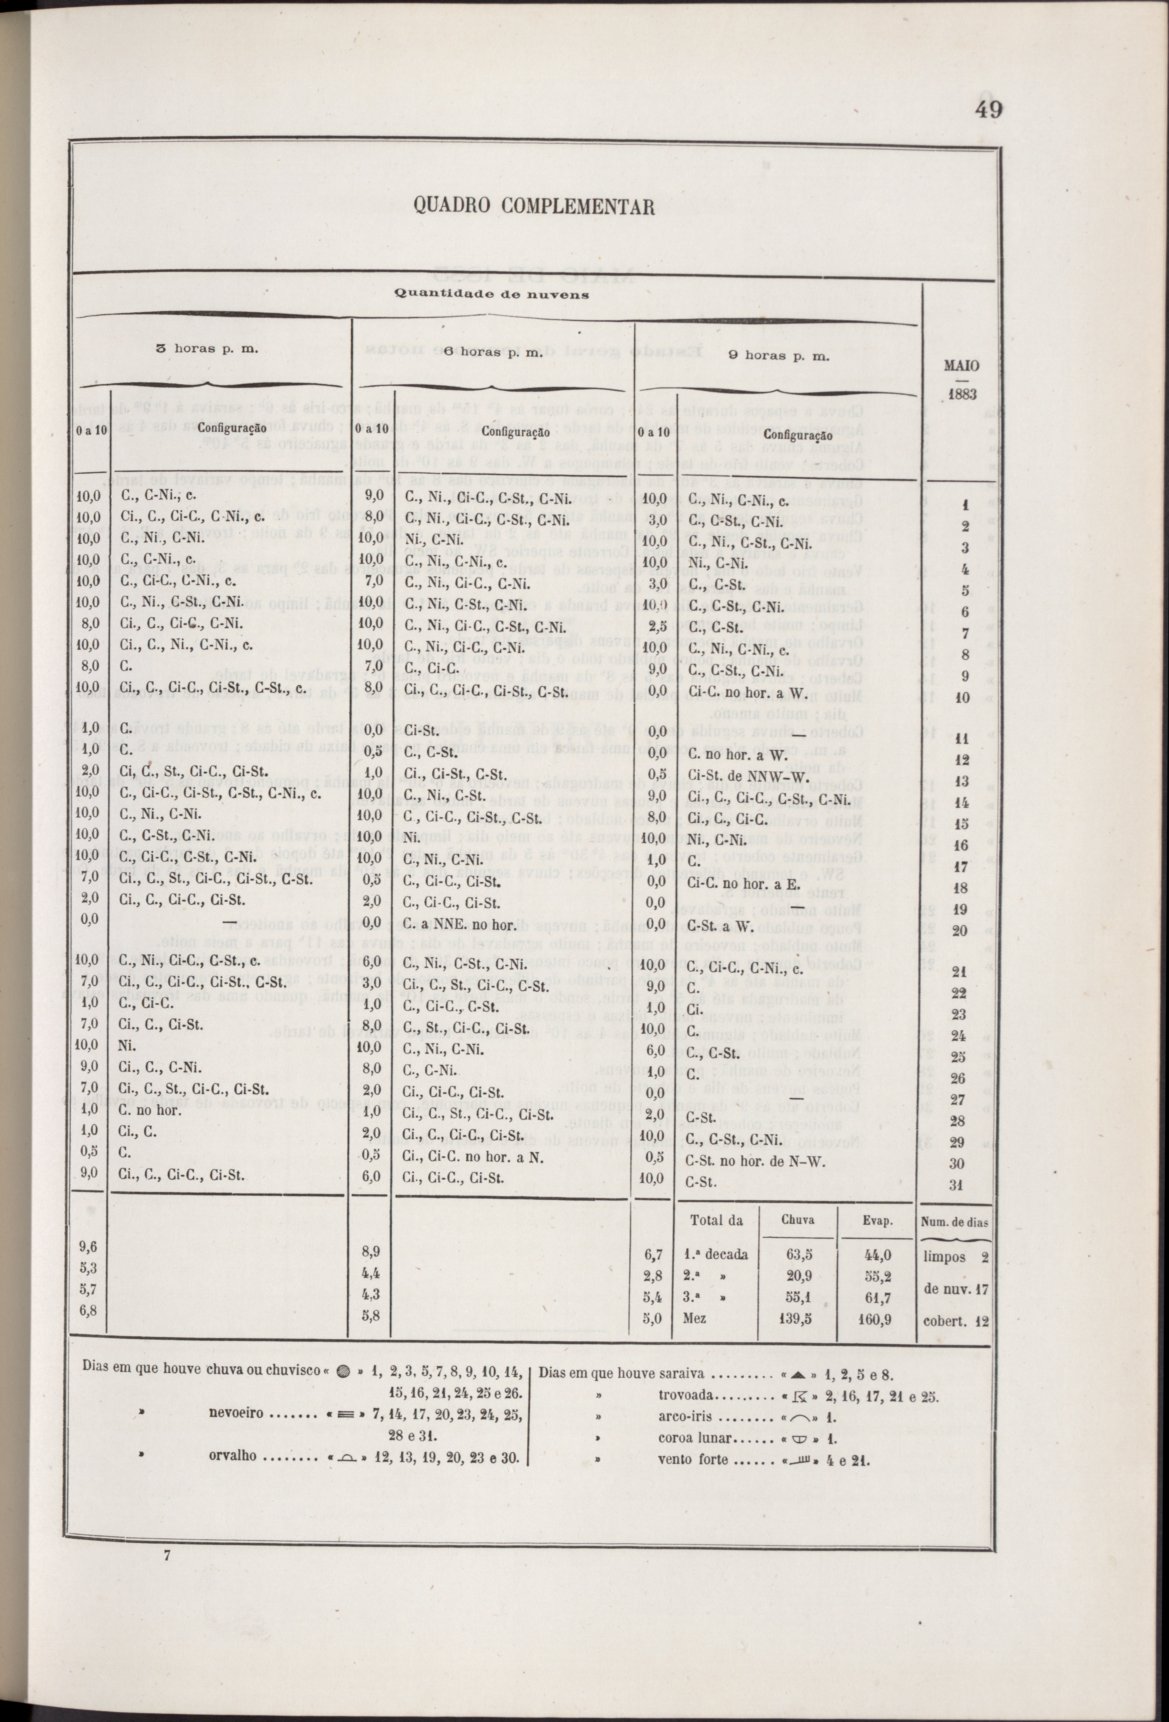 49
QUADRO COMPLEMENTAR
Quantidade de nuvens
3 horas p. m. 6 horas p. m. 9 horas p. m. MAIO
1883
0 a 10 Configuração 0 a 10 Configuração 0 a 10 Configuração
10,0 C., C-Ni., c. 9,0 C., Ni., Ci-C., C-St., C-Ni. 10,0 C., Ni., C-Ni., c. 1
10,0 Ci., C., Ci-C., C-Ni., c. 8,0 C., Ni., Ci-C., C-St., C-Ni. 3,0 C., C-St., C-Ni. 2
10,0 C., Ni., C-Ni. 10,0 Ni., C-Ni. 10,0 C., Ni., C-St., C-Ni. 3
10,0 C., C-Ni., c. 10,0 C., Ni., C-Ni., c. 10,0 Ni., C-Ni. 4
10,0 C., Ci-C., C-Ni., c. 7,0 C., Ni., Ci-C., C-Ni. 3,0 C., C-St. 5
10,0 C., Ni., C-St., C-Ni. 10,0 C., Ni., C-St., C-Ni. 10,0 C., C-St., C-Ni. 6
8,0 Ci., C., Ci-C., C-Ni. 10,0 C., Ni., Ci-C., C-St., C-Ni. 2,5 C., C-St. 7
10,0 Ci., C., Ni., C-Ni., c. 10,0 C., Ni., Ci-C., C-Ni. 10,0 C., Ni., C-Ni., c. 8
8,0 C. 7,0 C., Ci-C. 9,0 C., C-St., C-Ni. 9
10,0 Ci., C., Ci-C., Ci-St., C-St., c. 8,0 Ci., C., Ci-C., Ci-St., C-St. 0,0 Ci-C. no hor. a W. 10
1,0 C. 0,0 Ci-St. 0,0 — 11
1,0 C. 0,5 C., C-St. 0,0 C. no hor. a W. 12
2,0 Ci, C., St., Ci-C., Ci-St. 1,0 Ci., Ci-St., C-St. 0,5 Ci-St. de NNW-W. 13
10,0 C., Ci-C., Ci-St., C-St., C-Ni., c. 10,0 C., Ni., C-St. 9,0 Ci., C., Ci-C., C-St., C-Ni. 14
10,0 C., Ni., C-Ni. 10,0 C , Ci-C., Ci-St., C-St. 8,0 Ci., C., Ci-C. 15
10,0 C., C-St., C-Ni. 10,0 Ni. 10,0 Ni., C-Ni. 16
10,0 C., Ci-C., C-St., C-Ni. 10,0 C., Ni., C-Ni. 1,0 C. 17
7,0 Ci., C., St., Ci-C., Ci-St., C-St. 0,5 C., Ci-C., Ci-St. 0,0 Ci-C. no hor. a E. 18
2,0 Ci., C., Ci-C., Ci-St. 2,0 C., Ci-C., Ci-St. 0,0 — 19
0,0 — 0,0 C. a NNE. no hor. 0,0 C-St. a W. 20
10,0 C., Ni., Ci-C., C-St., c. 6,0 C., Ni., C-St., C-Ni. 10,0 C., Ci-C., C-Ni., c. 21
7,0 Ci., C., Ci-C., Ci-St., C-St. 3,0 Ci., C., St., Ci-C., C-St. 9,0 C. 22
1,0 C., Ci-C. 1,0 C., Ci-C., C-St. 1,0 Ci. 23
7,0 Ci., C., Ci-St. 8,0 C., St., Ci-C., Ci-St. 10,0 C. 24
10,0 Ni. 10,0 C., Ni., C-Ni. 6,0 C., C-St. 25
9,0 Ci., C., C-Ni. 8,0 C., C-Ni. 1,0 C. 26
7,0 Ci., C., St., Ci-C., Ci-St. 2,0 Ci., Ci-C., Ci-St. 0,0 — 27
1,0 C. no hor. 1,0 Ci., C., St., Ci-C., Ci-St. 2,0 C-St. 28
1,0 Ci., C. 2,0 Ci., C., Ci-C., Ci-St. 10,0 C., C-St., C-Ni. 29
0,5 C. 0,5 Ci., Ci-C. no hor. a N. 0,5 C-St. no hor. de N-W. 30
9,0 Ci., C., Ci-C., Ci-St. 6,0 Ci., Ci-C., Ci-St. 10,0 C-St. 31
Total da Chuva Evap. Num. de dias
9,6 8,9 6,7 1.ª decada 63,5 44,0 limpos 2
5,3 4,4 2,8 2.ª » 20,9 55,2
5,7 4,3 5,4 3.ª » 55,1 61,7 de nuv. 17
6,8 5,8 5,0 Mez 139,5 160,9 cobert. 12
Dias em que houve chuva ou chuvisco « » 1, 2, 3, 5, 7, 8, 9, 10, 14,
15, 16, 21, 24, 25 e 26.
» nevoeiro ....... « » 7, 14, 17, 20, 23, 24, 25,
28 e 31.
» orvalho ........ « » 12, 13, 19, 20, 23 e 30.
Dias em que houve saraiva ......... « » 1, 2, 5 e 8.
» trovoada......... « » 2, 16, 17, 21 e 25.
» arco-iris ........ « » 1.
» coroa lunar...... « » 1.
» vento forte ...... « » 4 e 21.
7